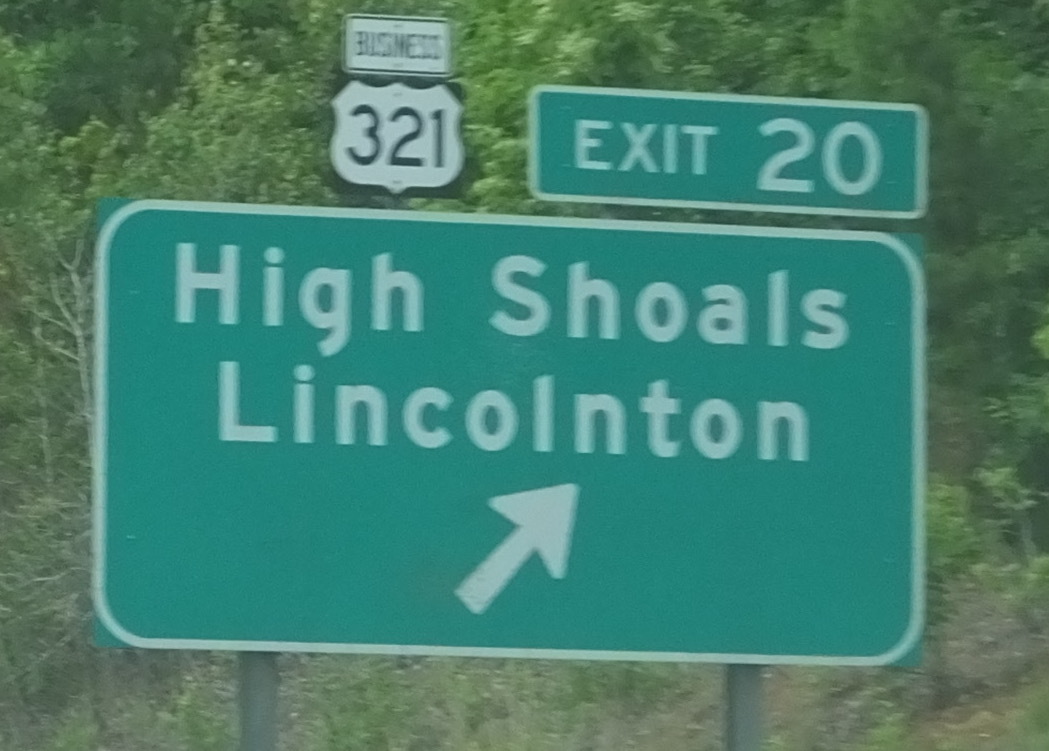 BUSINESS
321
EXIT 20
High Shoals
Lincolnton